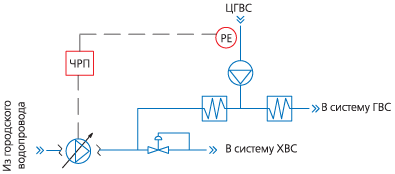 ЦГВС
РЕ
ЧРП
В систему ГВС
Из городского
водопровода
В систему ХВС